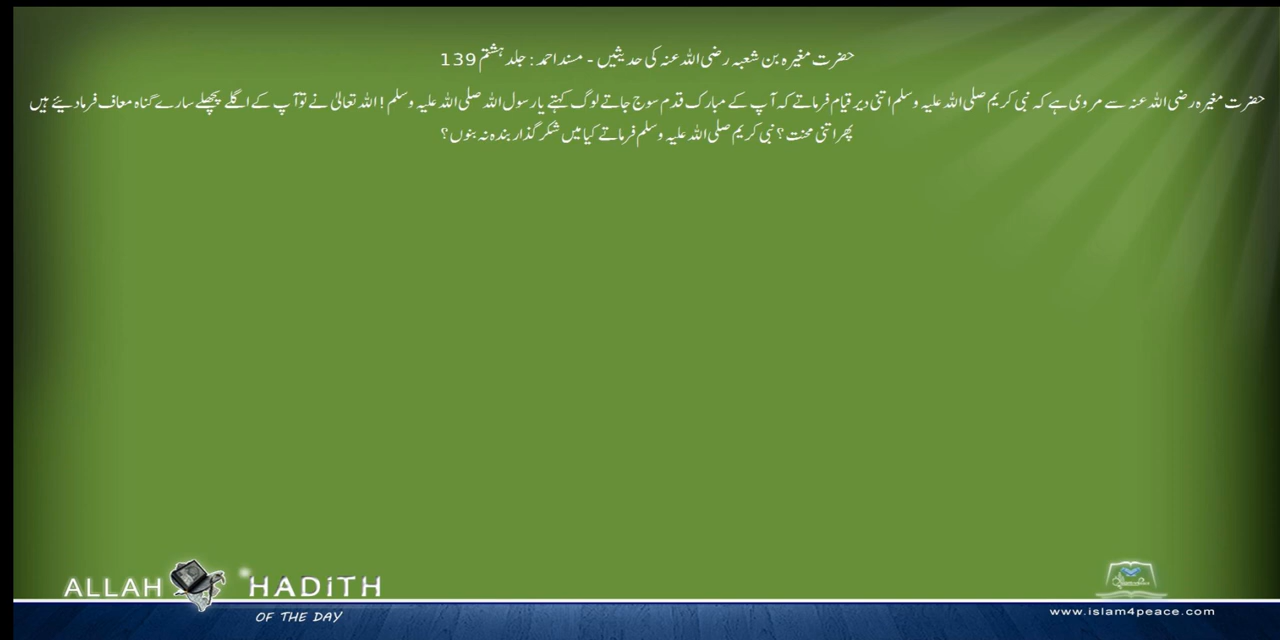 حضرت مغیرہ بن شعبہ رضی اللہ عنہ کی حدیثیں - مسند احمد : جلد ہشتم 139
حضرت مغیرہ رضی اللہ عنہ سے مروی ہے کہ نبی کریم صلی اللہ علیہ وسلم اتنی دیر قیام فرماتے کہ آپ کے مبارک قدم سوج جاتے لوگ کہتے یا رسول اللہ صلی اللہ علیہ وسلم ! اللہ تعالیٰ نے تو آپ کے اگلے پچھلے سارے گناہ معاف فرمادیئے ہیں
پھر اتنی محنت ؟ نبی کریم صلی اللہ علیہ وسلم فرماتے کیا میں شکر گذار بندہ نہ بنوں ؟
ALLAH HADITH
OF THE DAY
www.islam4peace.com